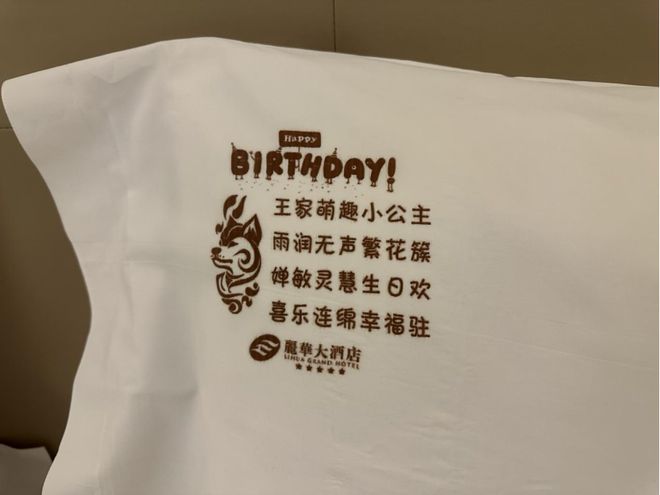 Happy
BIRTHDAY!
王家萌趣小公主
雨润无声繁花簇
婵敏灵慧生日欢
喜乐连绵幸福驻
麗華大酒店
LIHUA GRAND HOTEL